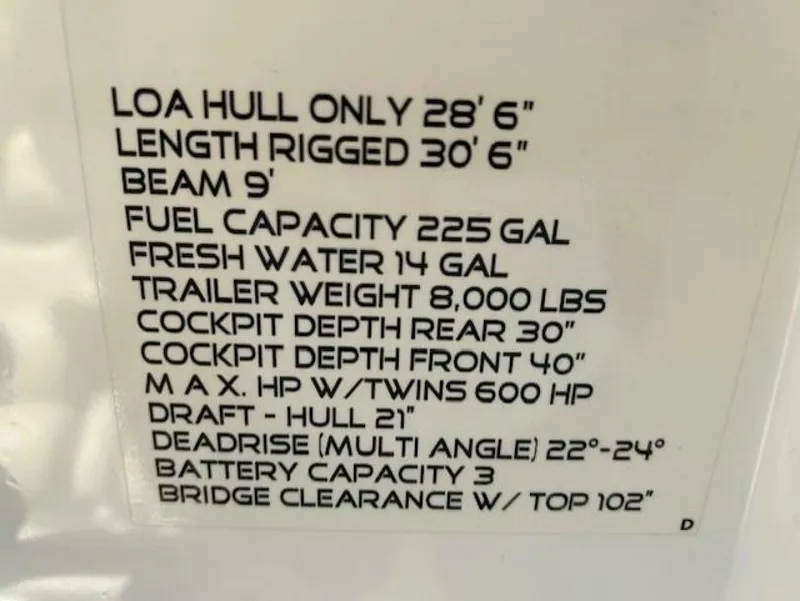 LOA HULL ONLY 28' 6"
LENGTH RIGGED 30' 6"
BEAM 9'
FUEL CAPACITY 225 GAL
FRESH WATER 14 GAL
TRAILER WEIGHT 8,000 LBS
COCKPIT DEPTH REAR 30"
COCKPIT DEPTH FRONT 40"
M A X. HP W/TWINS 600 HP
DRAFT - HULL 21"
DEADRISE (MULTI ANGLE) 22°-24°
BATTERY CAPACITY 3
BRIDGE CLEARANCE W/ TOP 102"
D